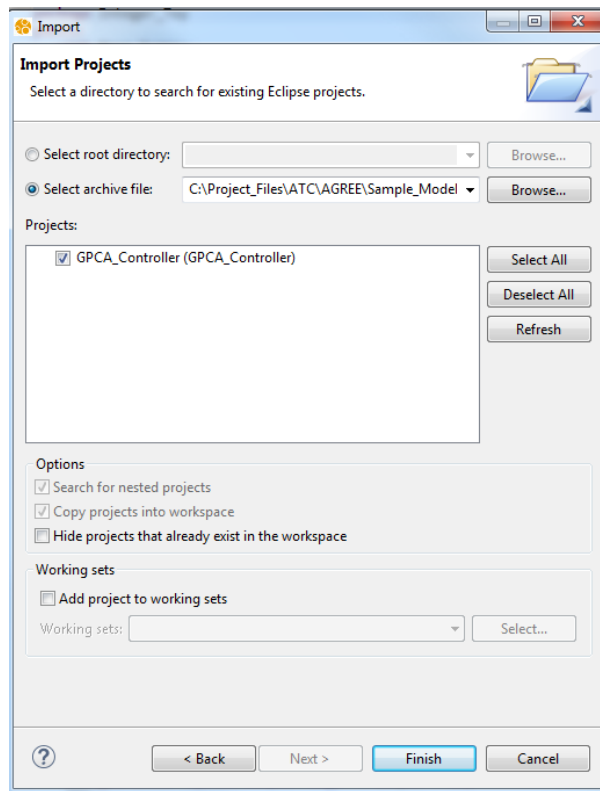 Import
Import Projects
Select a directory to search for existing Eclipse projects.
Select root directory:
Browse...
Select archive file:
C:\Project_Files\ATC\AGREE\Sample_Model
Browse...
Projects:
GPCA_Controller (GPCA_Controller)
Select All
Deselect All
Refresh
Options
Search for nested projects
Copy projects into workspace
Hide projects that already exist in the workspace
Working sets
Add project to working sets
Working sets:
Select...
?
< Back
Next >
Finish
Cancel